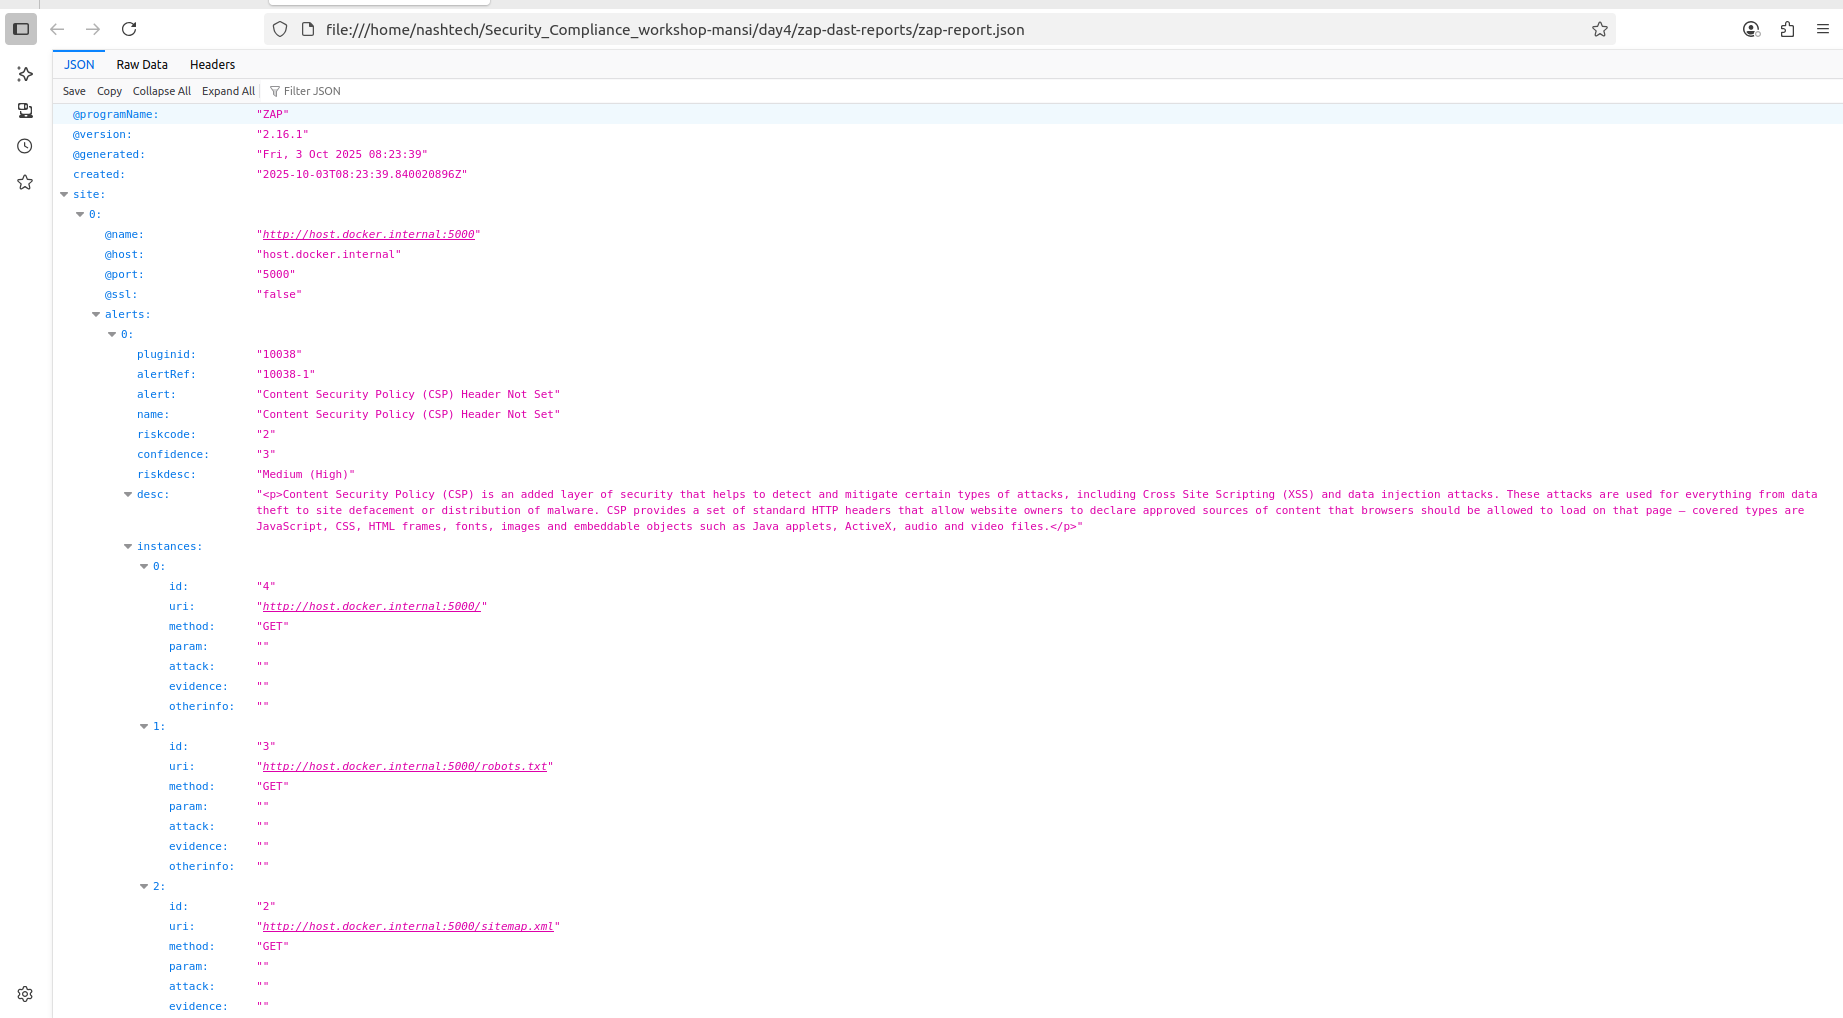 file:///home/nashtech/Security_Compliance_workshop-mansi/day4/zap-dast-reports/zap-report.json
JSON Raw Data Headers
Save Copy Collapse All Expand All Filter JSON
@programName: "ZAP"
@version: "2.16.1"
@generated: "Fri, 3 Oct 2025 08:23:39"
created: "2025-10-03T08:23:39.840020896Z"
site:
0:
@name: "http://host.docker.internal:5000"
@host: "host.docker.internal"
@port: "5000"
@ssl: "false"
alerts:
0:
pluginid: "10038"
alertRef: "10038-1"
alert: "Content Security Policy (CSP) Header Not Set"
name: "Content Security Policy (CSP) Header Not Set"
riskcode: "2"
confidence: "3"
riskdesc: "Medium (High)"
desc: "<p>Content Security Policy (CSP) is an added layer of security that helps to detect and mitigate certain types of attacks, including Cross Site Scripting (XSS) and data injection attacks. These attacks are used for everything from data
theft to site defacement or distribution of malware. CSP provides a set of standard HTTP headers that allow website owners to declare approved sources of content that browsers should be allowed to load on that page — covered types are
JavaScript, CSS, HTML frames, fonts, images and embeddable objects such as Java applets, ActiveX, audio and video files.</p>"
instances:
0:
id: "4"
uri: "http://host.docker.internal:5000/"
method: "GET"
param: ""
attack: ""
evidence: ""
otherinfo: ""
1:
id: "3"
uri: "http://host.docker.internal:5000/robots.txt"
method: "GET"
param: ""
attack: ""
evidence: ""
otherinfo: ""
2:
id: "2"
uri: "http://host.docker.internal:5000/sitemap.xml"
method: "GET"
param: ""
attack: ""
evidence: ""